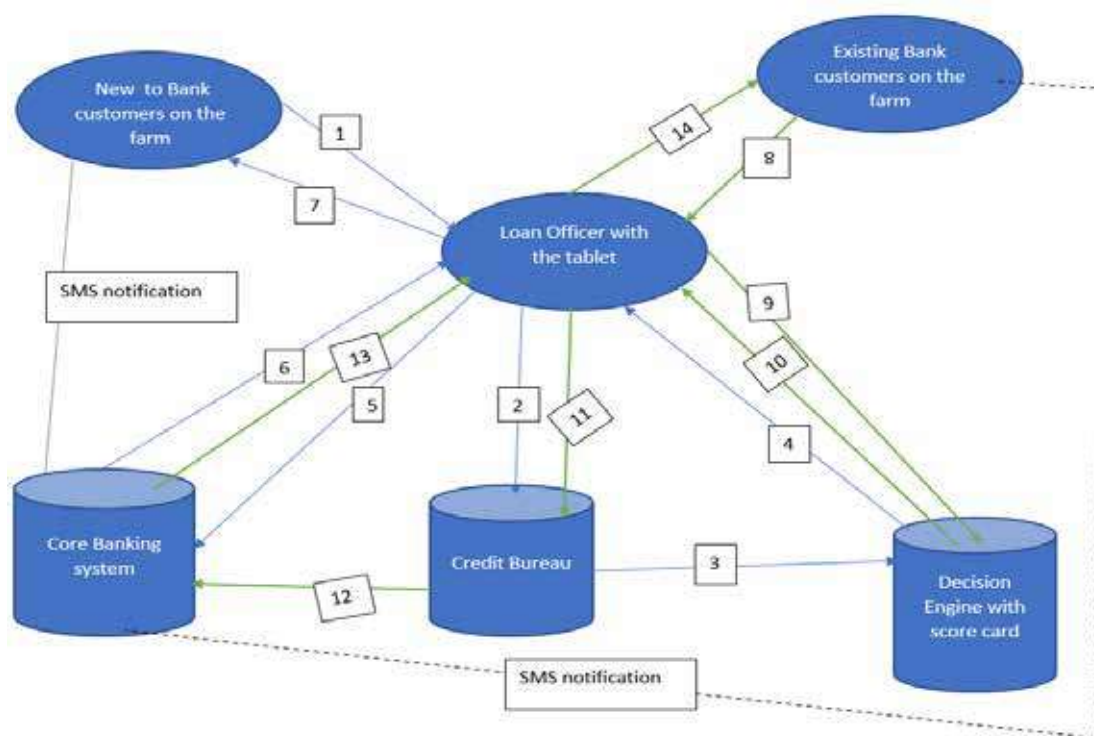 New to Bank
customers on the
farm
Existing Bank
customers on the
farm
1
14
8
7
Loan Officer with
the tablet
SMS notification
9
6
13
10
5
2
11
4
Core Banking
system
Credit Bureau
3
12
Decision
Engine with
score card
SMS notification